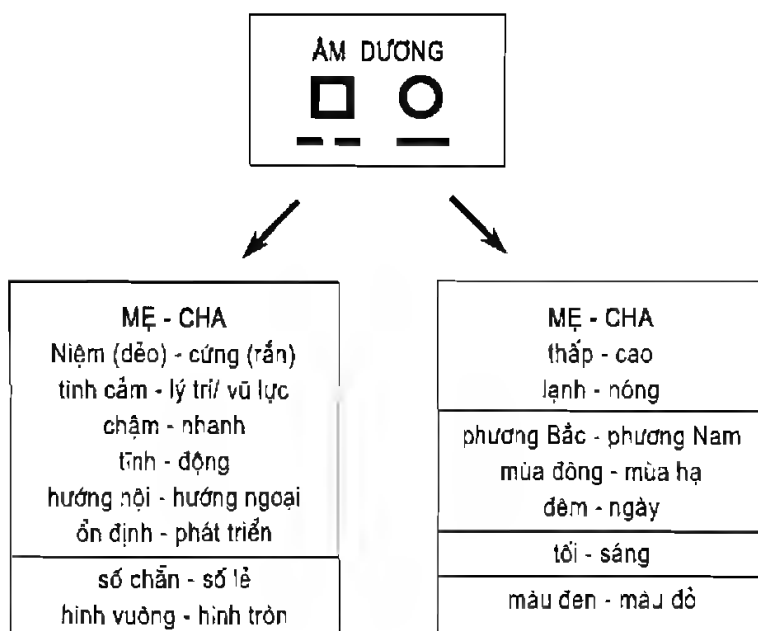 ÂM DƯƠNG
MẸ - CHA
Niệm (dẻo) - cứng (rắn)
tình cảm - lý trí/ vũ lực
chậm - nhanh
tĩnh - động
hướng nội - hướng ngoại
ổn định - phát triển
số chẵn - số lẻ
hình vuông - hình tròn
MẸ - CHA
thấp - cao
lạnh - nóng
phương Bắc - phương Nam
mùa đông - mùa hạ
đêm - ngày
tối - sáng
màu đen - màu đỏ